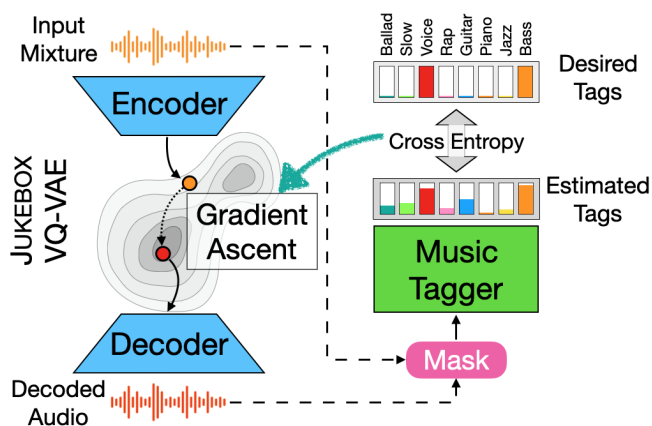 Input
Mixture
Encoder
JUKEBOX
VQ-VAE
Gradient
Ascent
Decoder
Decoded
Audio
Ballad
Slow
Voice
Rap
Guitar
Piano
Jazz
Bass
Desired
Tags
Cross Entropy
Estimated
Tags
Music
Tagger
Mask